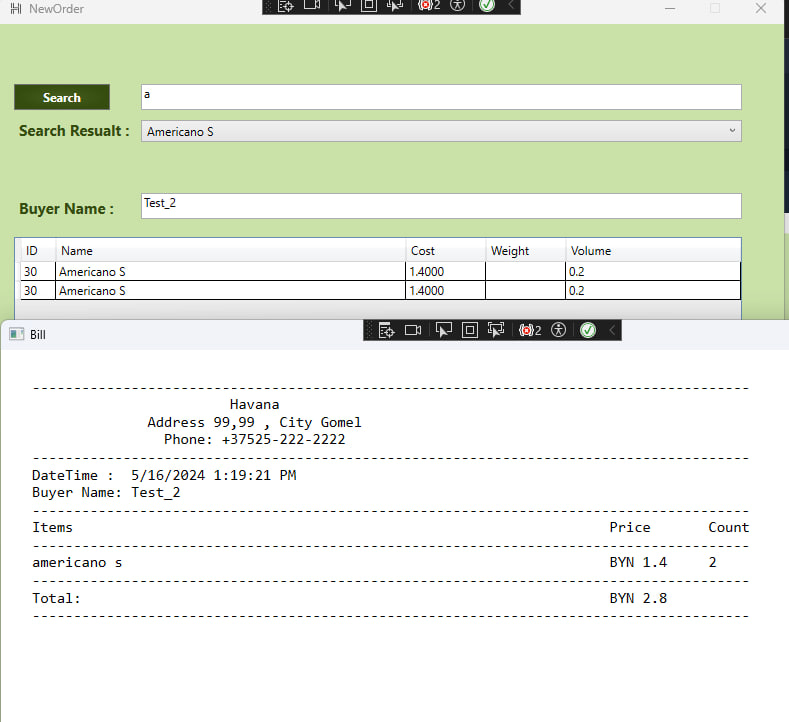 NewOrder
2
Search
a
Search Resualt :
Americano S
Buyer Name :
Test_2
ID Name Cost Weight Volume
30 Americano S 1.4000 0.2
30 Americano S 1.4000 0.2
Bill
2
--------------------------------------------------------------------------------------
Havana
Address 99,99 , City Gomel
Phone: +37525-222-2222
--------------------------------------------------------------------------------------
DateTime : 5/16/2024 1:19:21 PM
Buyer Name: Test_2
--------------------------------------------------------------------------------------
Items Price Count
--------------------------------------------------------------------------------------
americano s BYN 1.4 2
--------------------------------------------------------------------------------------
Total: BYN 2.8
--------------------------------------------------------------------------------------